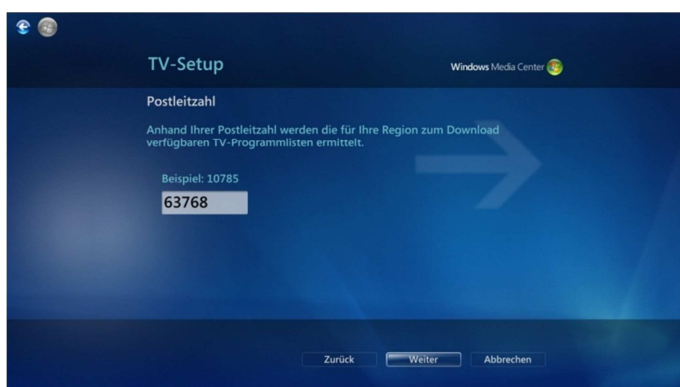 TV-Setup
Windows Media Center
Postleitzahl
Anhand Ihrer Postleitzahl werden die für Ihre Region zum Download
verfügbaren TV-Programmlisten ermittelt.
Beispiel: 10785
63768
Zurück Weiter Abbrechen